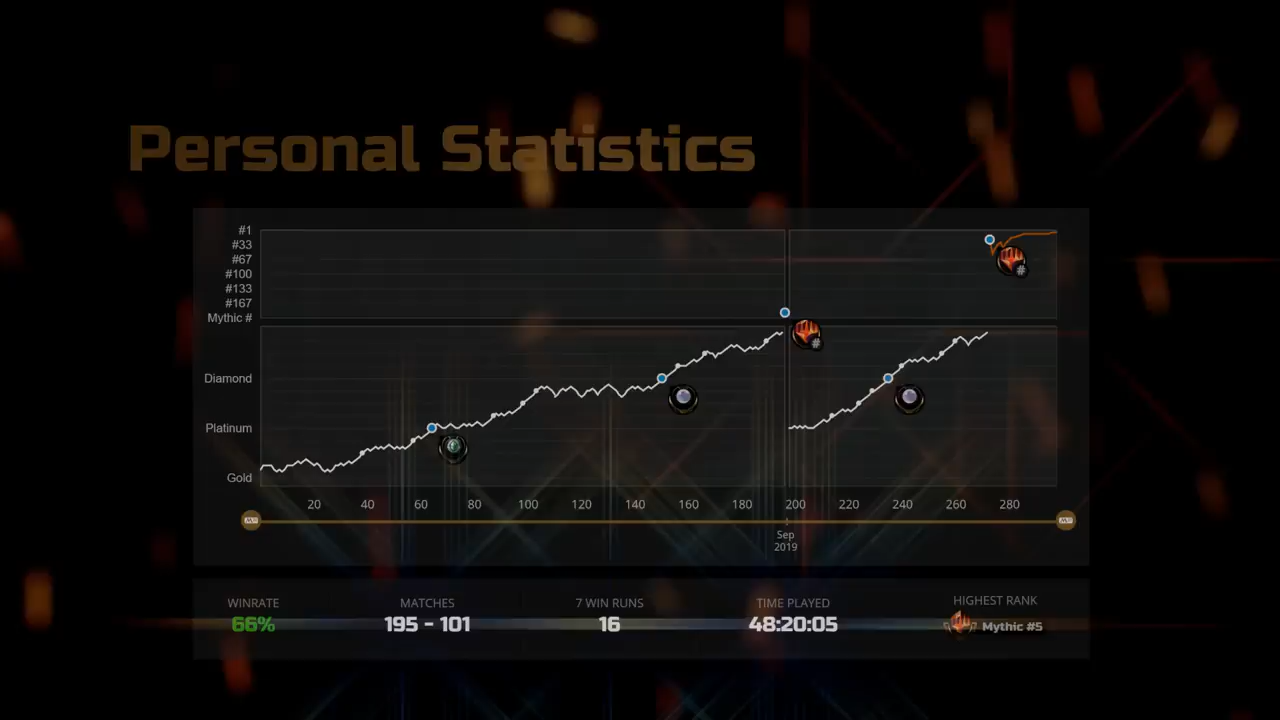 Personal Statistics
#1
#33
#67
#100
#133
#167
Mythic #
Diamond
Platinum
Gold
20 40 60 80 100 120 140 160 180 200 220 240 260 280
Sep
2019
WINRATE MATCHES 7 WIN RUNS TIME PLAYED HIGHEST RANK
66% 195 - 101 16 48:20:05 Mythic #5